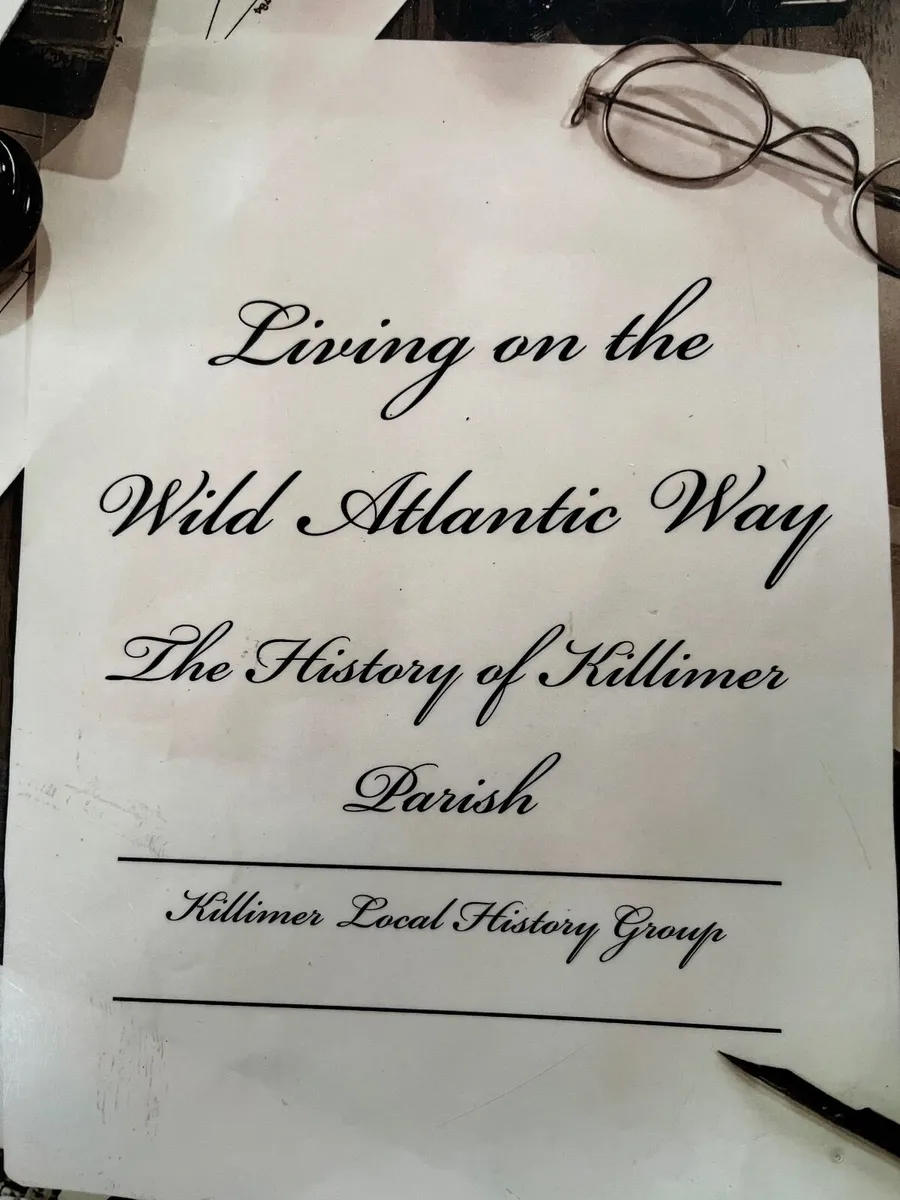 Living on the
Wild Atlantic Way
The History of Killimer
Parish
Killimer Local History Group